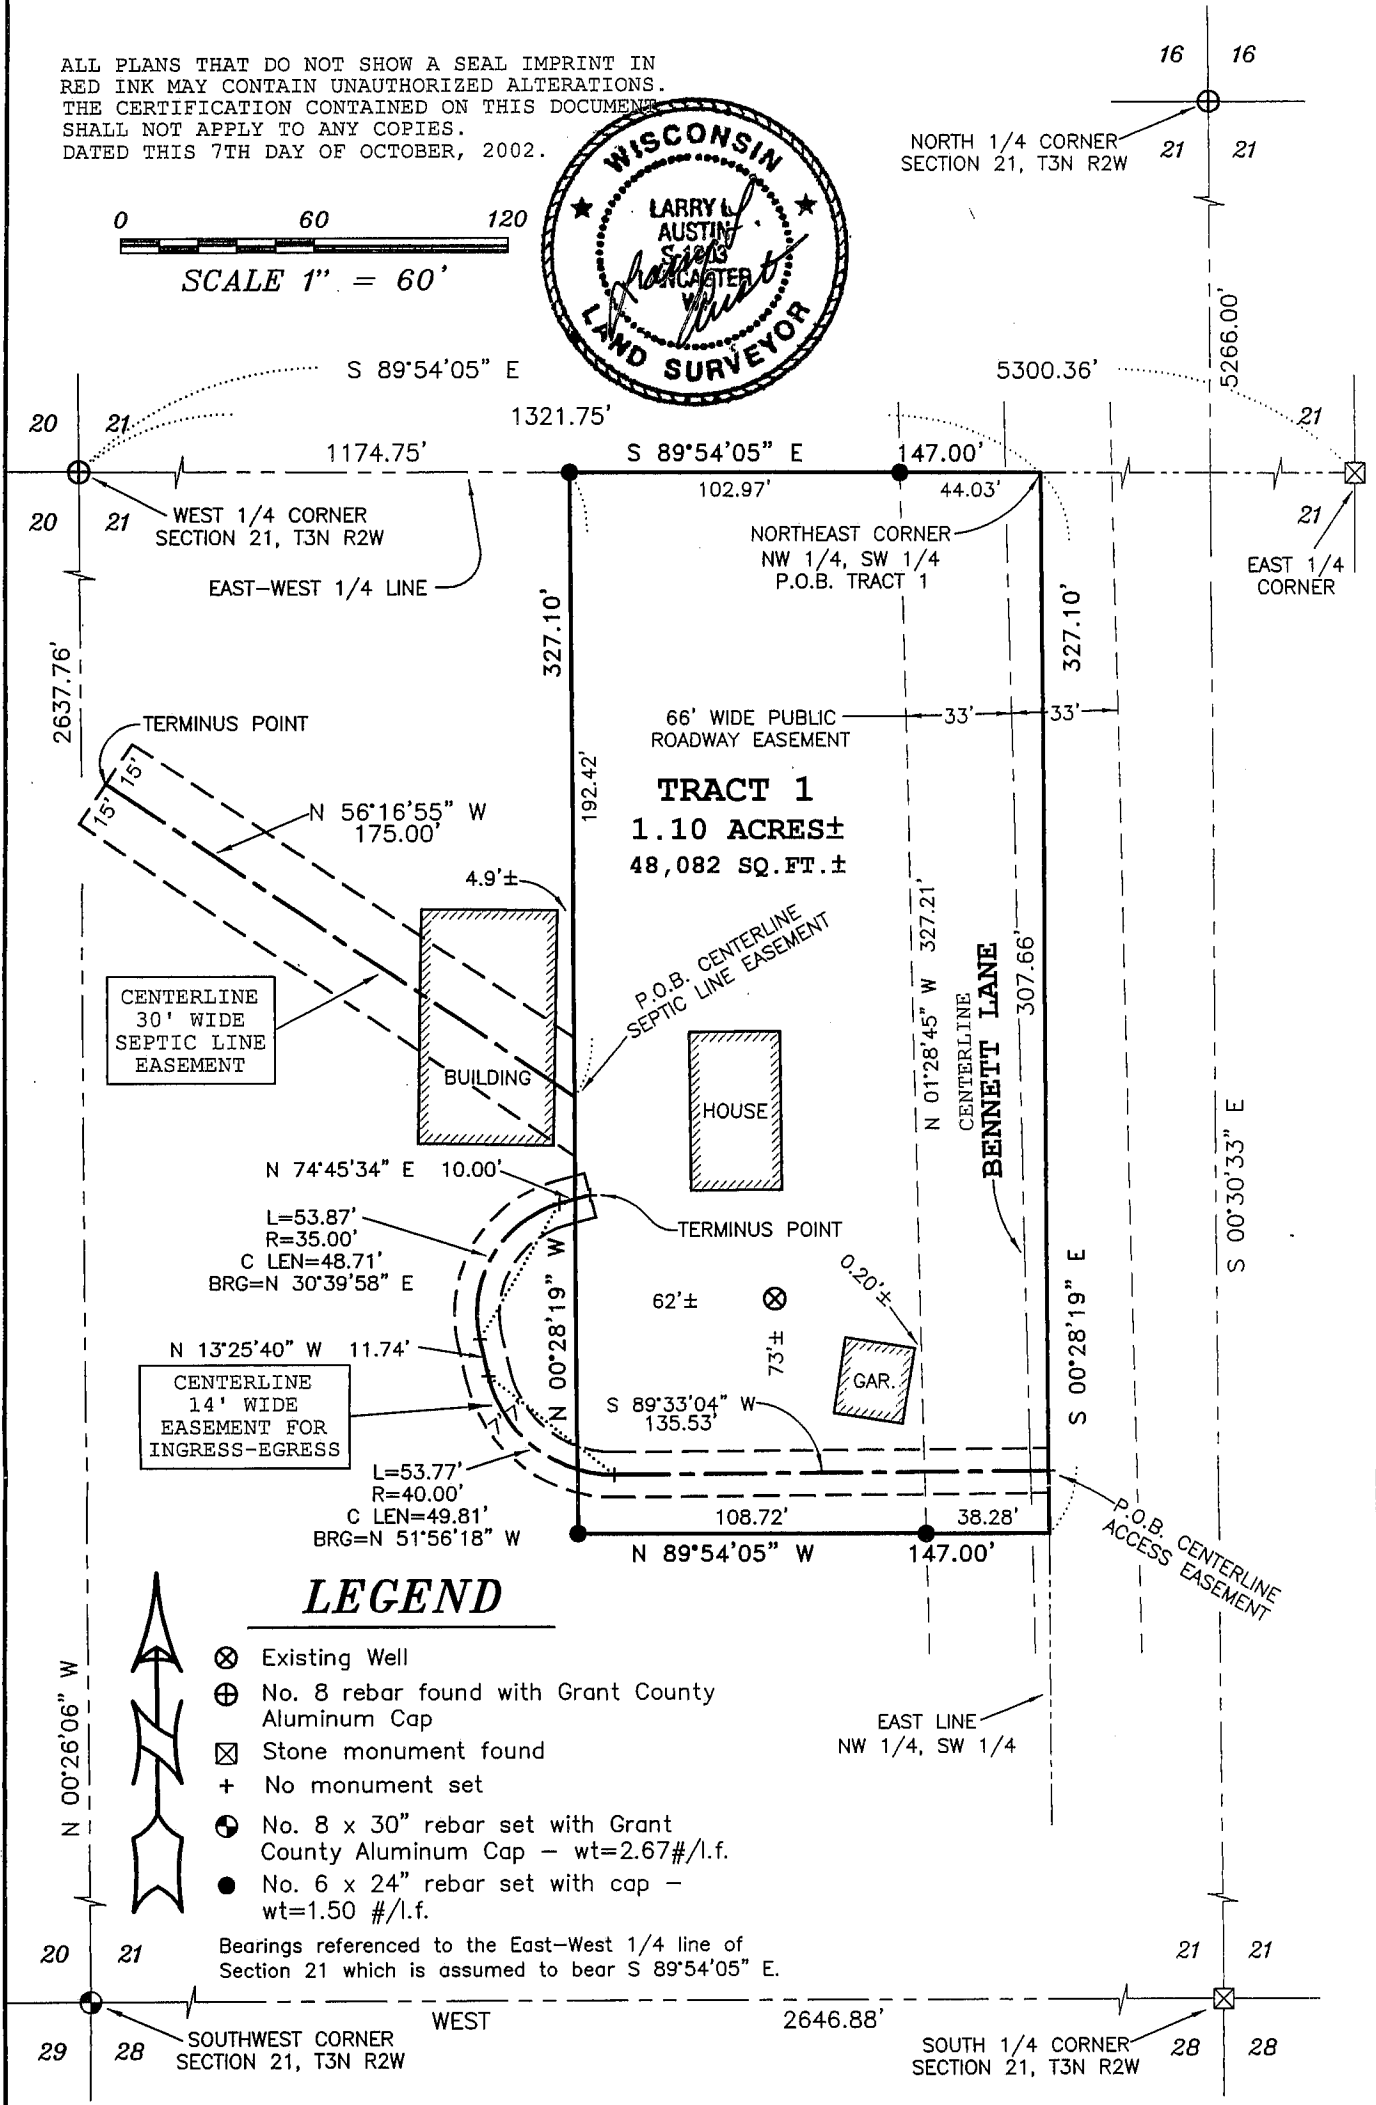 ALL PLANS THAT DO NOT SHOW A SEAL IMPRINT IN
RED INK MAY CONTAIN UNAUTHORIZED ALTERATIONS.
THE CERTIFICATION CONTAINED ON THIS DOCUMENT
SHALL NOT APPLY TO ANY COPIES.
DATED THIS 7TH DAY OF OCTOBER, 2002.
0 60 120
SCALE 1" = 60'
WISCONSIN
LARRY L.
AUSTIN
LANCASTER
LAND SURVEYOR
16 16
NORTH 1/4 CORNER
SECTION 21, T3N R2W
21 21
5266.00'
S 89°54'05" E
5300.36'
1321.75'
20 21
21
1174.75'
S 89°54'05" E
147.00'
102.97'
44.03'
20 21
WEST 1/4 CORNER
SECTION 21, T3N R2W
NORTHEAST CORNER
NW 1/4, SW 1/4
P.O.B. TRACT 1
21
EAST 1/4
CORNER
EAST-WEST 1/4 LINE
327.10'
327.10'
2637.76'
TERMINUS POINT
66' WIDE PUBLIC
ROADWAY EASEMENT
33'
33'
15'
15'
192.42'
TRACT 1
1.10 ACRES±
48,082 SQ.FT.±
N 56°16'55" W
175.00'
4.9'±
P.O.B. CENTERLINE
SEPTIC LINE EASEMENT
N 01°28'45" W 327.21'
CENTERLINE
BENNETT LANE
307.66'
CENTERLINE
30' WIDE
SEPTIC LINE
EASEMENT
BUILDING
HOUSE
S 00°30'33" E
N 74°45'34" E 10.00'
L=53.87'
R=35.00'
C LEN=48.71'
BRG=N 30°39'58" E
TERMINUS POINT
N 00°28'19" W
S 00°28'19" E
62'±
0.20'±
73'±
GAR.
N 13°25'40" W 11.74'
CENTERLINE
14' WIDE
EASEMENT FOR
INGRESS-EGRESS
S 89°33'04" W
135.53'
L=53.77'
R=40.00'
C LEN=49.81'
BRG=N 51°56'18" W
108.72'
38.28'
N 89°54'05" W
147.00'
P.O.B. CENTERLINE
ACCESS EASEMENT
LEGEND
Existing Well
No. 8 rebar found with Grant County
Aluminum Cap
Stone monument found
No monument set
No. 8 x 30" rebar set with Grant
County Aluminum Cap - wt=2.67#/l.f.
No. 6 x 24" rebar set with cap -
wt=1.50 #/l.f.
EAST LINE
NW 1/4, SW 1/4
N 00°26'06" W
N
Bearings referenced to the East-West 1/4 line of
Section 21 which is assumed to bear S 89°54'05" E.
20 21
21 21
WEST
2646.88'
SOUTHWEST CORNER
SECTION 21, T3N R2W
29 28
SOUTH 1/4 CORNER
SECTION 21, T3N R2W
28 28